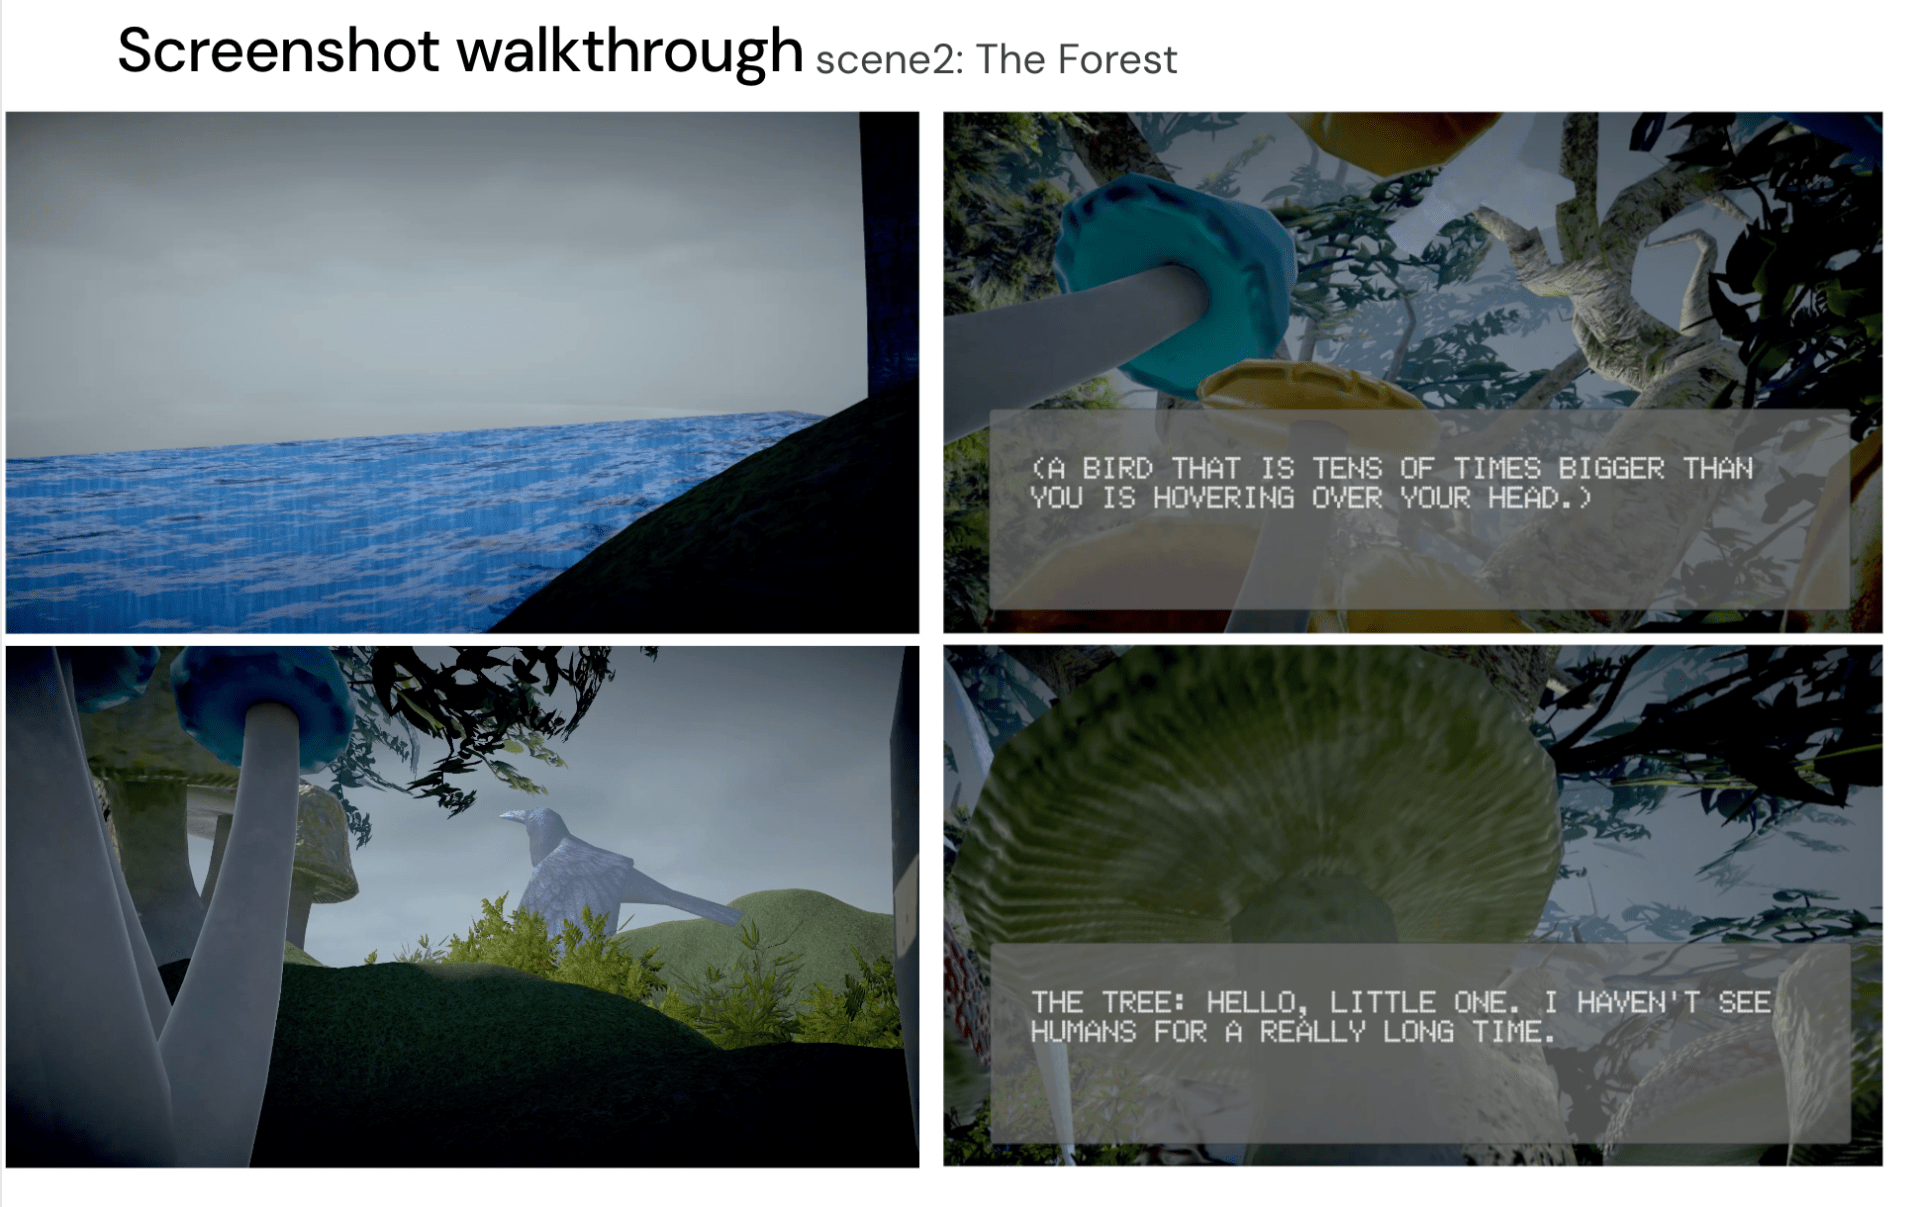 Screenshot walkthrough scene2: The Forest
(A BIRD THAT IS TENS OF TIMES BIGGER THAN
YOU IS HOVERING OVER YOUR HEAD.)
THE TREE: HELLO, LITTLE ONE. I HAVEN'T SEE
HUMANS FOR A REALLY LONG TIME.